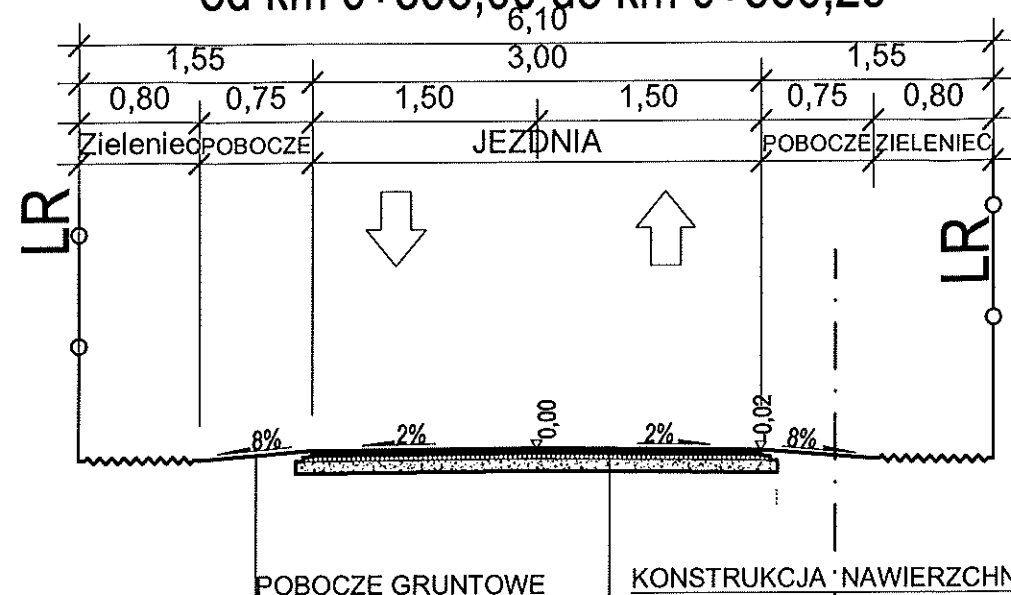 6,10
1,55 3,00 1,55
0,80 0,75 1,50 1,50 0,75 0,80
Zieleniec POBOCZE JEZDNIA POBOCZE ZIELENIEC
LR
LR
8% 2% 0,00 2% -0,02 8%
POBOCZE GRUNTOWE
KONSTRUKCJA NAWIERZCHN